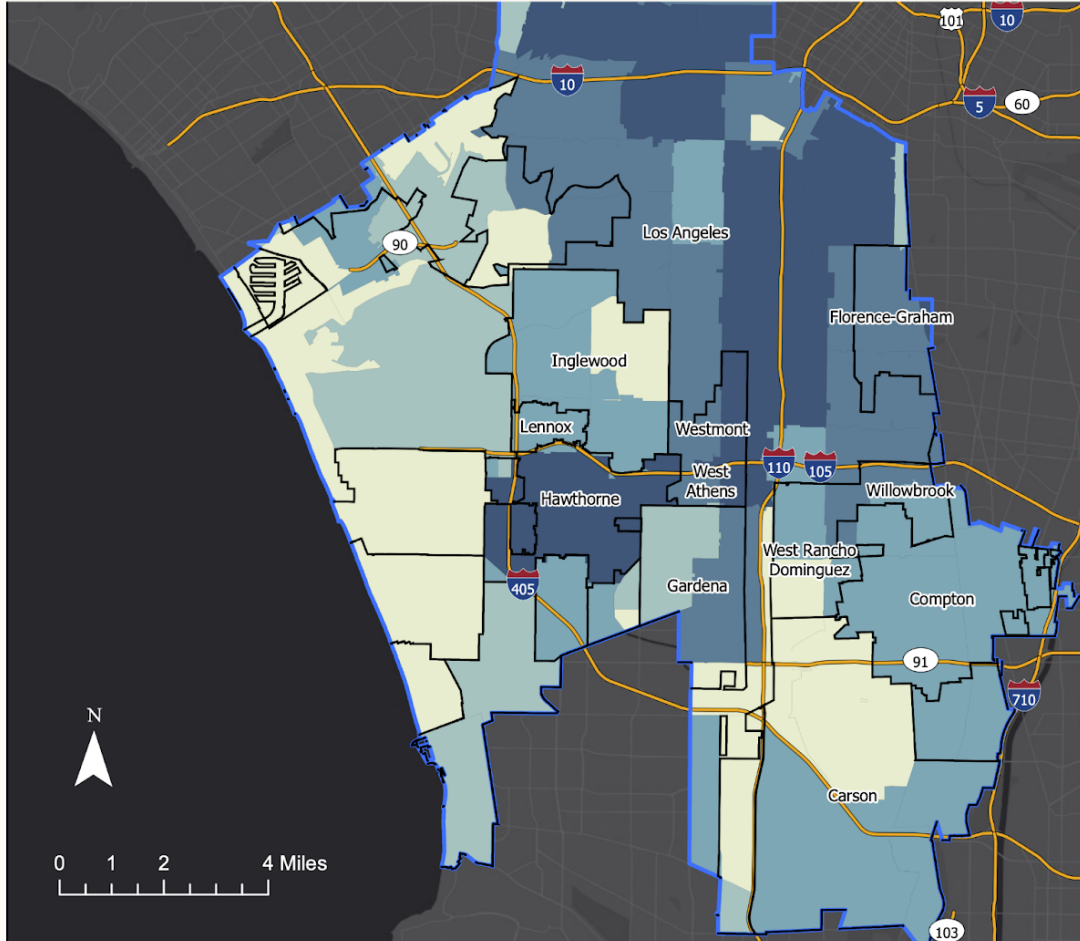 101
10
10
5
60
Los Angeles
90
Florence-Graham
Inglewood
Lennox
Westmont
110
105
West
Athens
Hawthorne
Willowbrook
West Rancho
Dominguez
405
Gardena
Compton
91
710
N
Carson
0 1 2 4 Miles
103